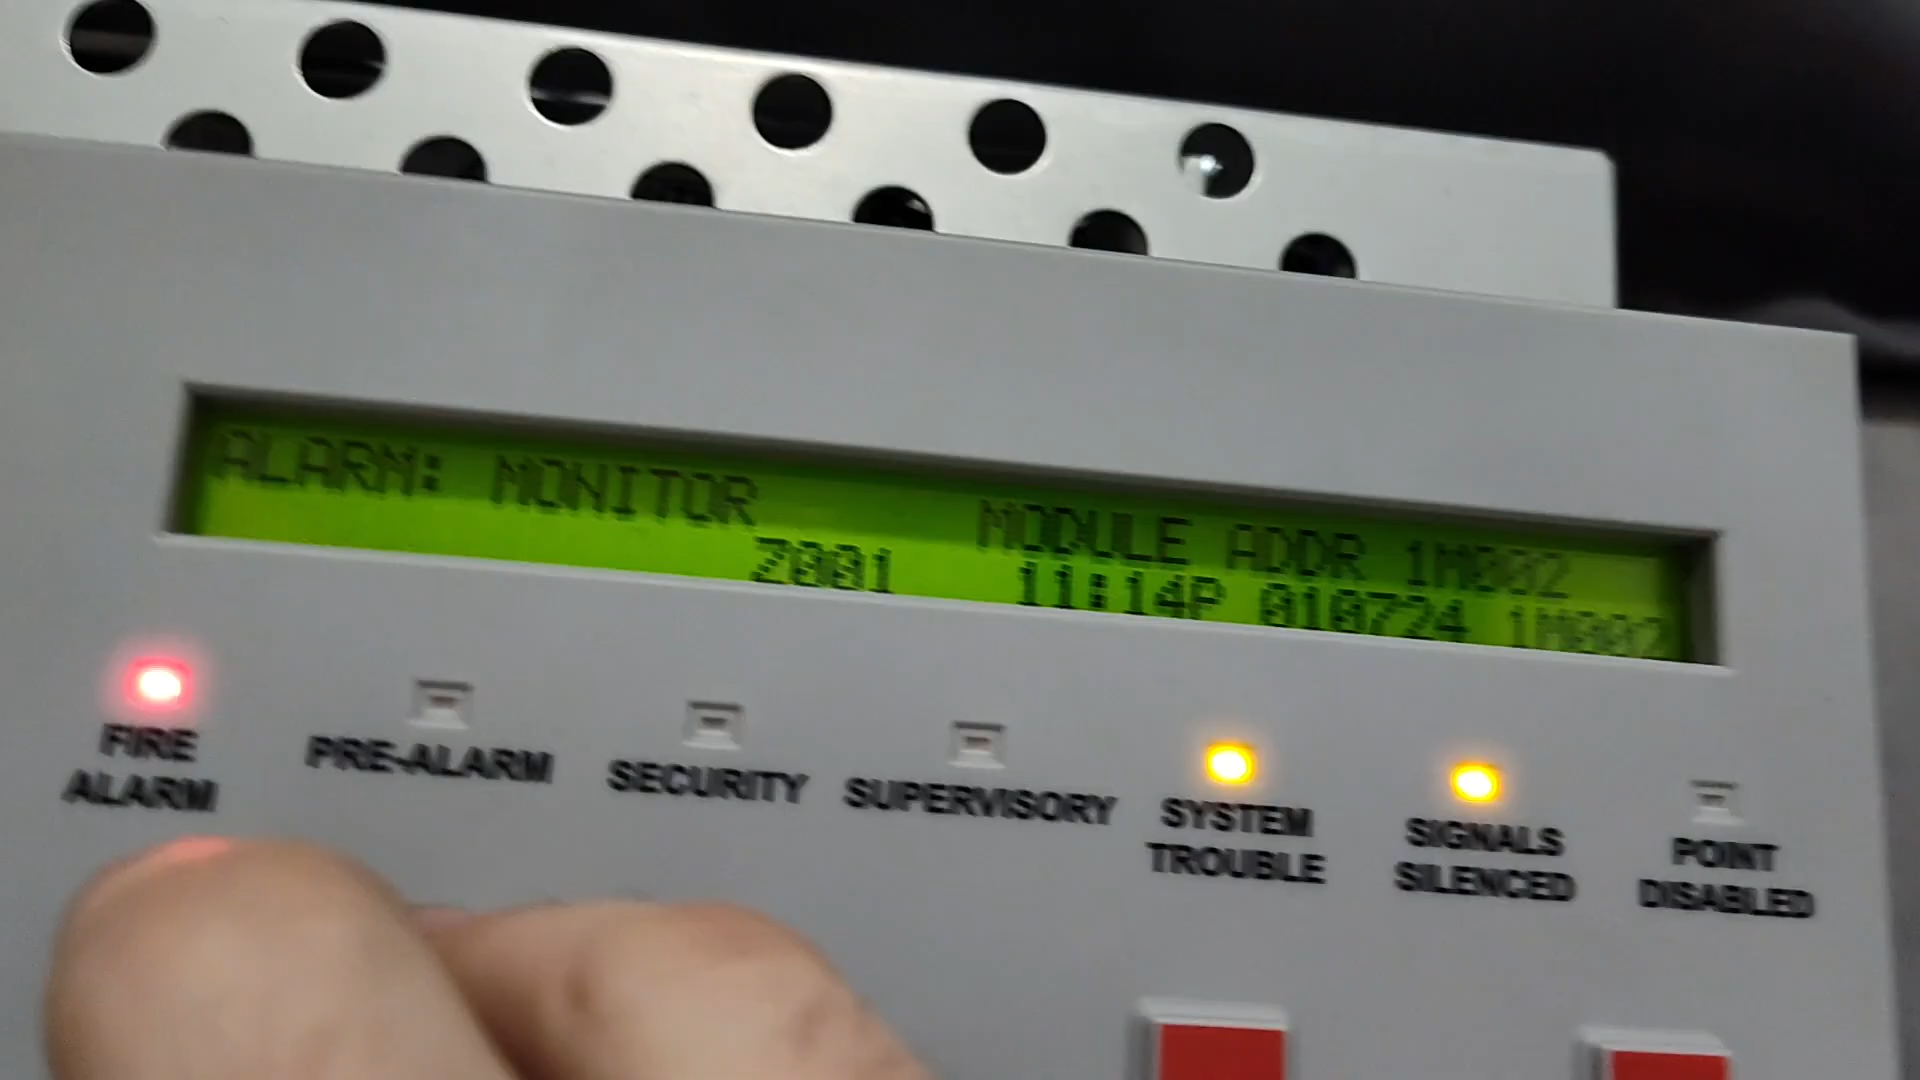 ALARM: MONITOR MODULE ADDR 1M002
Z001 11:14P 010724 1M002
FIRE ALARM
PRE-ALARM
SECURITY
SUPERVISORY
SYSTEM TROUBLE
SIGNALS SILENCED
POINT DISABLED